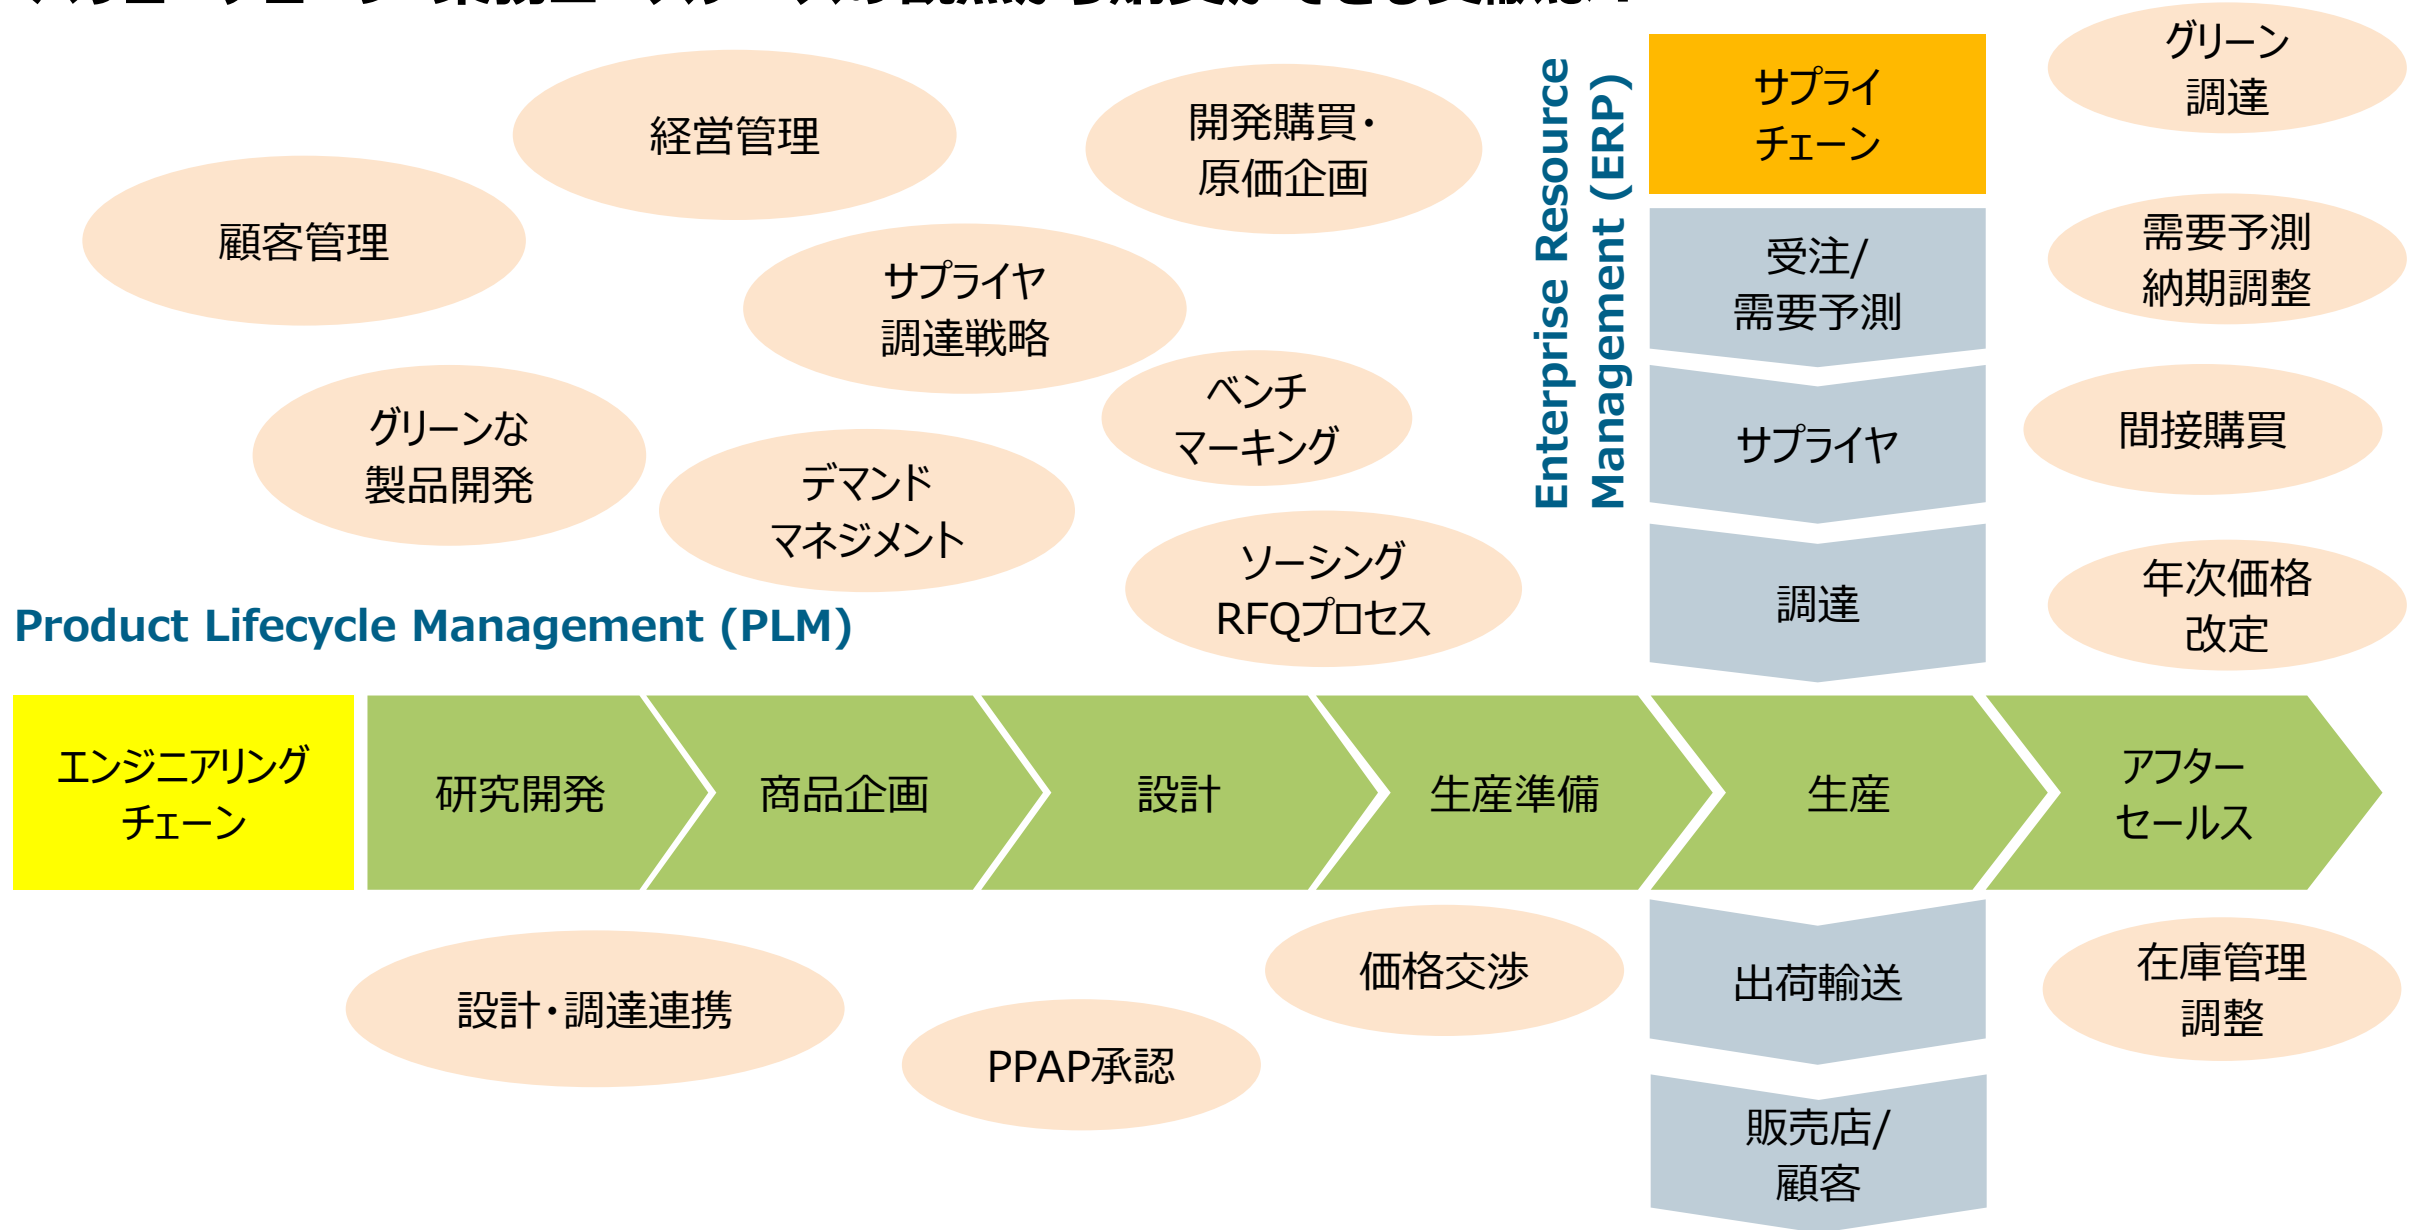 経営管理
開発購買・
原価企画
顧客管理
サプライヤ
調達戦略
ベンチ
マーキング
グリーンな
製品開発
デマンド
マネジメント
ソーシング
RFQプロセス
Enterprise Resource
Management (ERP)
サプライ
チェーン
受注/
需要予測
サプライヤ
調達
グリーン
調達
需要予測
納期調整
間接購買
年次価格
改定
Product Lifecycle Management (PLM)
エンジニアリング
チェーン
研究開発
商品企画
設計
生産準備
生産
アフター
セールス
設計・調達連携
PPAP承認
価格交渉
出荷輸送
在庫管理
調整
販売店/
顧客